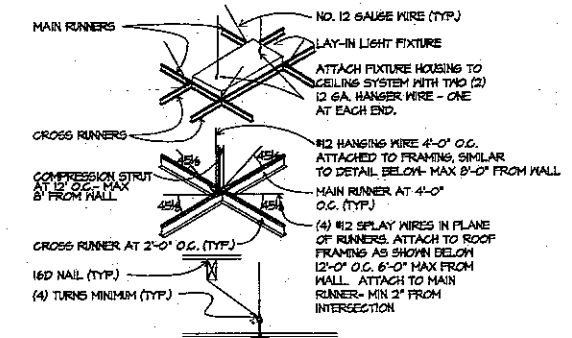 MAIN RUNNERS
NO. 12 GAUGE WIRE (TYP.)
LAY-IN LIGHT FIXTURE
ATTACH FIXTURE HOUSING TO
CEILING SYSTEM WITH TWO (2)
12 GA. HANGER WIRE - ONE
AT EACH END.
CROSS RUNNERS
#12 HANGING WIRE 4'-0" O.C.
ATTACHED TO FRAMING, SIMILAR
TO DETAIL BELOW- MAX 8'-0" FROM WALL
45%
45%
COMPRESSION STRUT
AT 12' O.C.- MAX
8' FROM WALL
MAIN RUNNER AT 4'-0"
O.C. (TYP.)
45%
45%
(4) #12 SPLAY WIRES IN PLANE
OF RUNNERS. ATTACH TO ROOF
FRAMING AS SHOWN BELOW
12'-0" O.C. 6'-0" MAX FROM
WALL ATTACH TO MAIN
RUNNER- MIN 2" FROM
INTERSECTION
CROSS RUNNER AT 2'-0" O.C. (TYP.)
16D NAIL (TYP.)
(4) TURNS MINIMUM (TYP.)